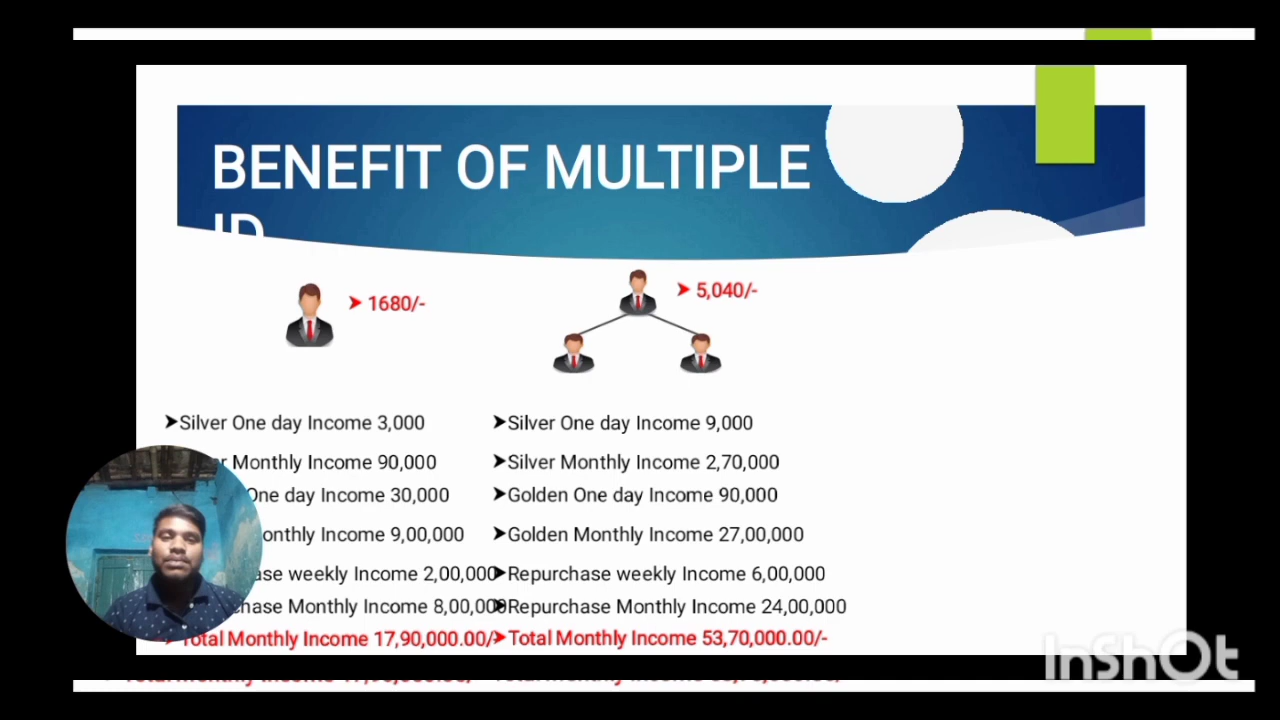 BENEFIT OF MULTIPLE
ID
➤ 1680/-
➤ 5,040/-
➤Silver One day Income 3,000
Monthly Income 90,000
One day Income 30,000
Income 9,00,000
weekly Income 2,00,000
Monthly Income 8,00,000
Total Monthly Income 17,90,000.00/-
➤Silver One day Income 9,000
➤Silver Monthly Income 2,70,000
➤Golden One day Income 90,000
➤Golden Monthly Income 27,00,000
➤Repurchase weekly Income 6,00,000
➤Repurchase Monthly Income 24,00,000
➤Total Monthly Income 53,70,000.00/-
InShOt